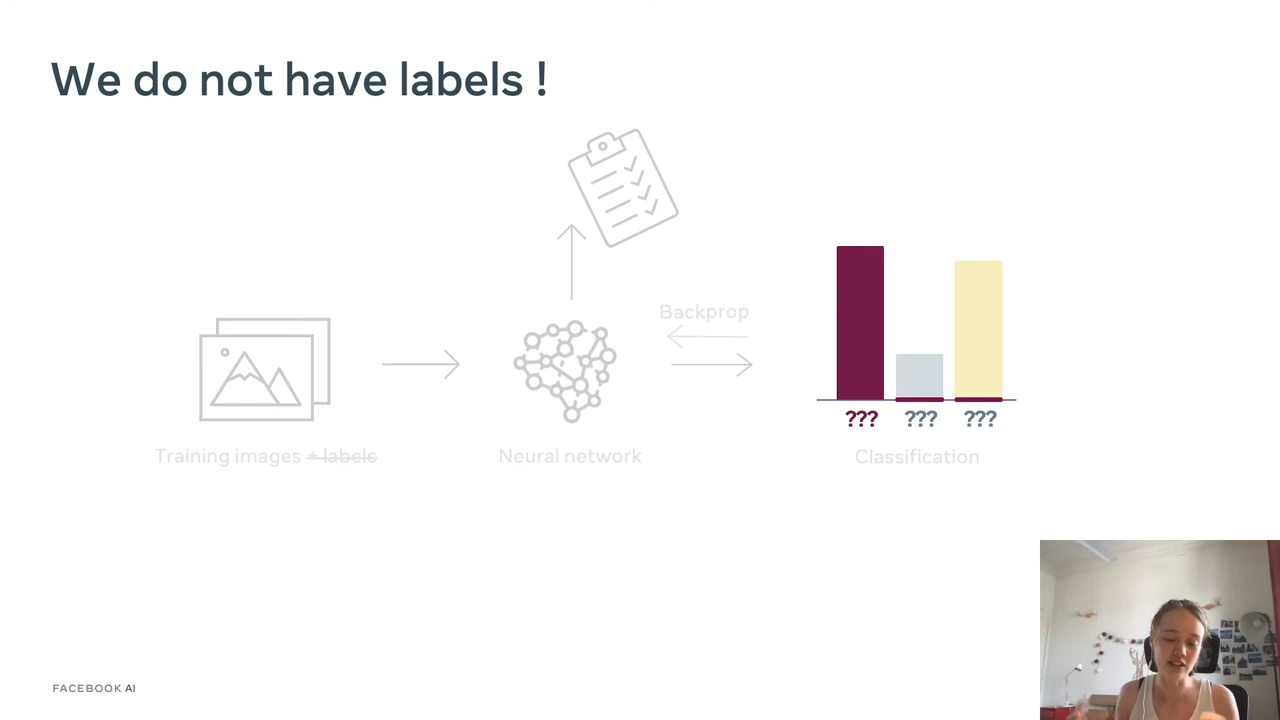 We do not have labels !
Backprop
??? ??? ???
Training images + labels
Neural network
Classification
FACEBOOK AI